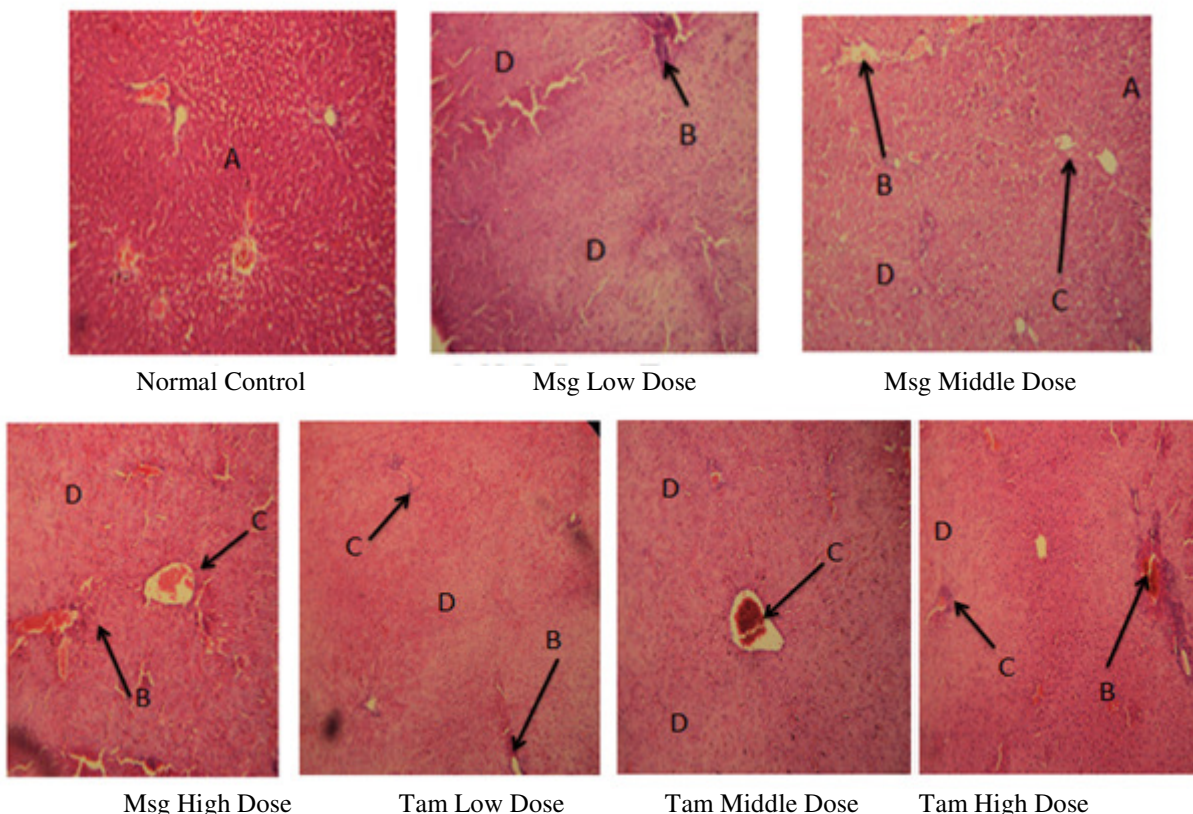 A
Normal Control
D
B
D
Msg Low Dose
A
B
D
C
Msg Middle Dose
D
C
B
Msg High Dose
C
D
B
Tam Low Dose
D
C
D
Tam Middle Dose
D
C
B
Tam High Dose